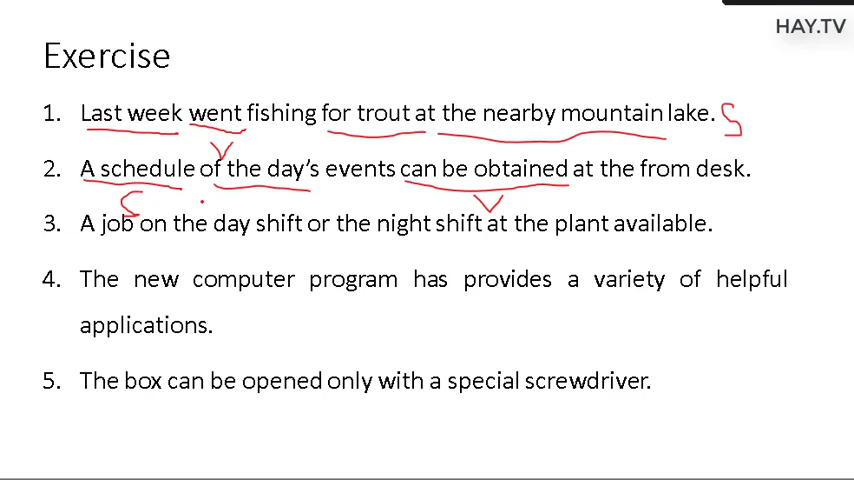 HAY.TV
Exercise
1. Last week went fishing for trout at the nearby mountain lake. S
V
2. A schedule of the day's events can be obtained at the from desk.
S V
3. A job on the day shift or the night shift at the plant available.
4. The new computer program has provides a variety of helpful
applications.
5. The box can be opened only with a special screwdriver.